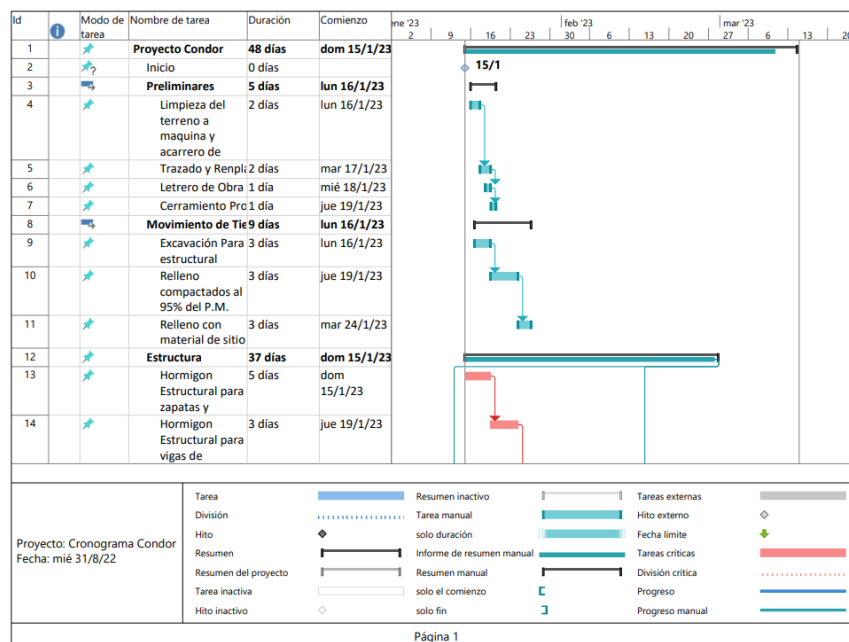 Id Modo de tarea Nombre de tarea Duración Comienzo
ene '23 feb '23 mar '23
2 9 16 23 30 6 13 20 27 6 13 20
1 Proyecto Condor 48 días dom 15/1/23
15/1
2 Inicio 0 días
3 Preliminares 5 días lun 16/1/23
4 Limpieza del terreno a maquina y acarrero de 2 días lun 16/1/23
5 Trazado y Renpla 2 días mar 17/1/23
6 Letrero de Obra 1 día mié 18/1/23
7 Cerramiento Pro 1 día jue 19/1/23
8 Movimiento de Tie 9 días lun 16/1/23
9 Excavación Para estructural 3 días lun 16/1/23
10 Relleno compactados al 95% del P.M. 3 días jue 19/1/23
11 Relleno con material de sitio 3 días mar 24/1/23
12 Estructura 37 días dom 15/1/23
13 Hormigon Estructural para zapatas y 5 días dom 15/1/23
14 Hormigon Estructural para vigas de 3 días jue 19/1/23
Proyecto: Cronograma Condor
Fecha: mié 31/8/22
Tarea
División
Hito
Resumen
Resumen del proyecto
Tarea inactiva
Hito inactivo
Resumen inactivo
Tarea manual
solo duración
Informe de resumen manual
Resumen manual
solo el comienzo
solo fin
Tareas externas
Hito externo
Fecha límite
Tareas críticas
División crítica
Progreso
Progreso manual
Página 1